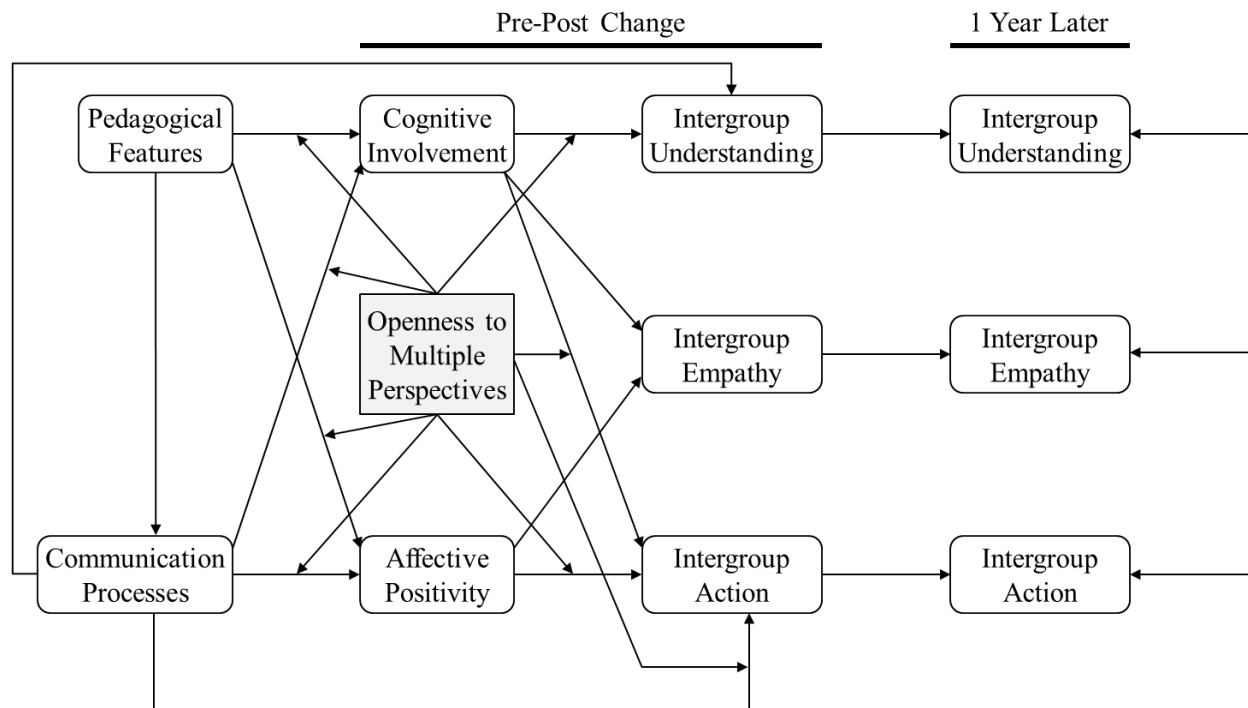 Pre-Post Change
1 Year Later
Pedagogical
Features
Cognitive
Involvement
Intergroup
Understanding
Intergroup
Understanding
Openness to
Multiple
Perspectives
Intergroup
Empathy
Intergroup
Empathy
Communication
Processes
Affective
Positivity
Intergroup
Action
Intergroup
Action